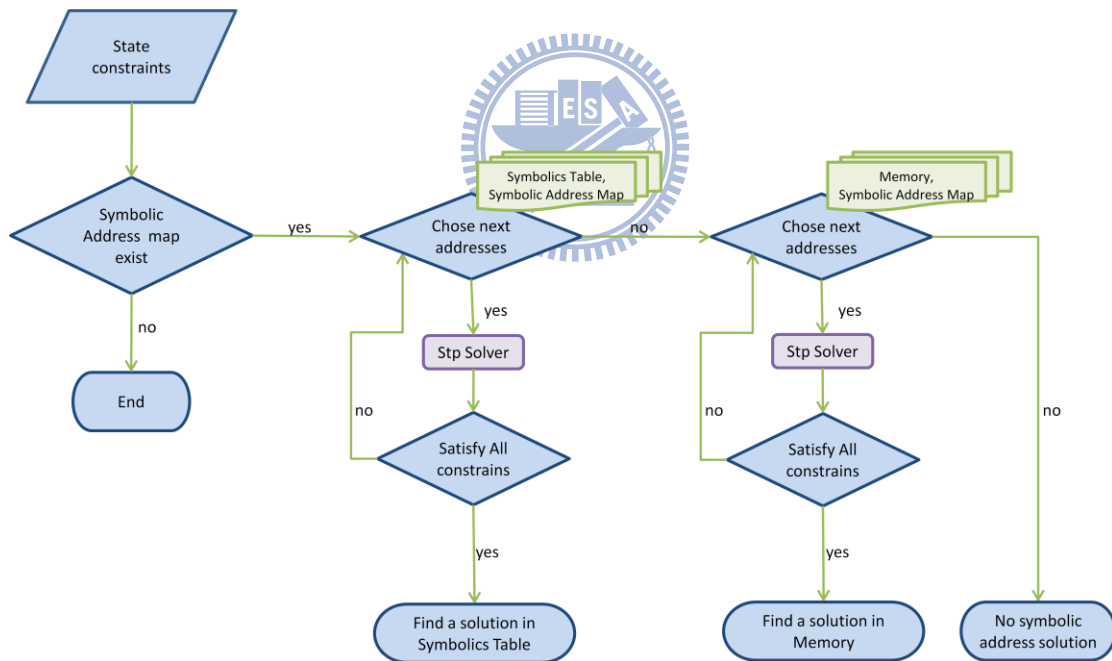 State
constraints
E S A
Symbolics Table,
Symbolic Address Map
Memory,
Symbolic Address Map
Symbolic
Address map
exist
yes
Chose next
addresses
no
Chose next
addresses
no
yes
yes
Stp Solver
Stp Solver
End
no
no
no
Satisfy All
constrains
Satisfy All
constrains
yes
yes
Find a solution in
Symbolics Table
Find a solution in
Memory
No symbolic
address solution